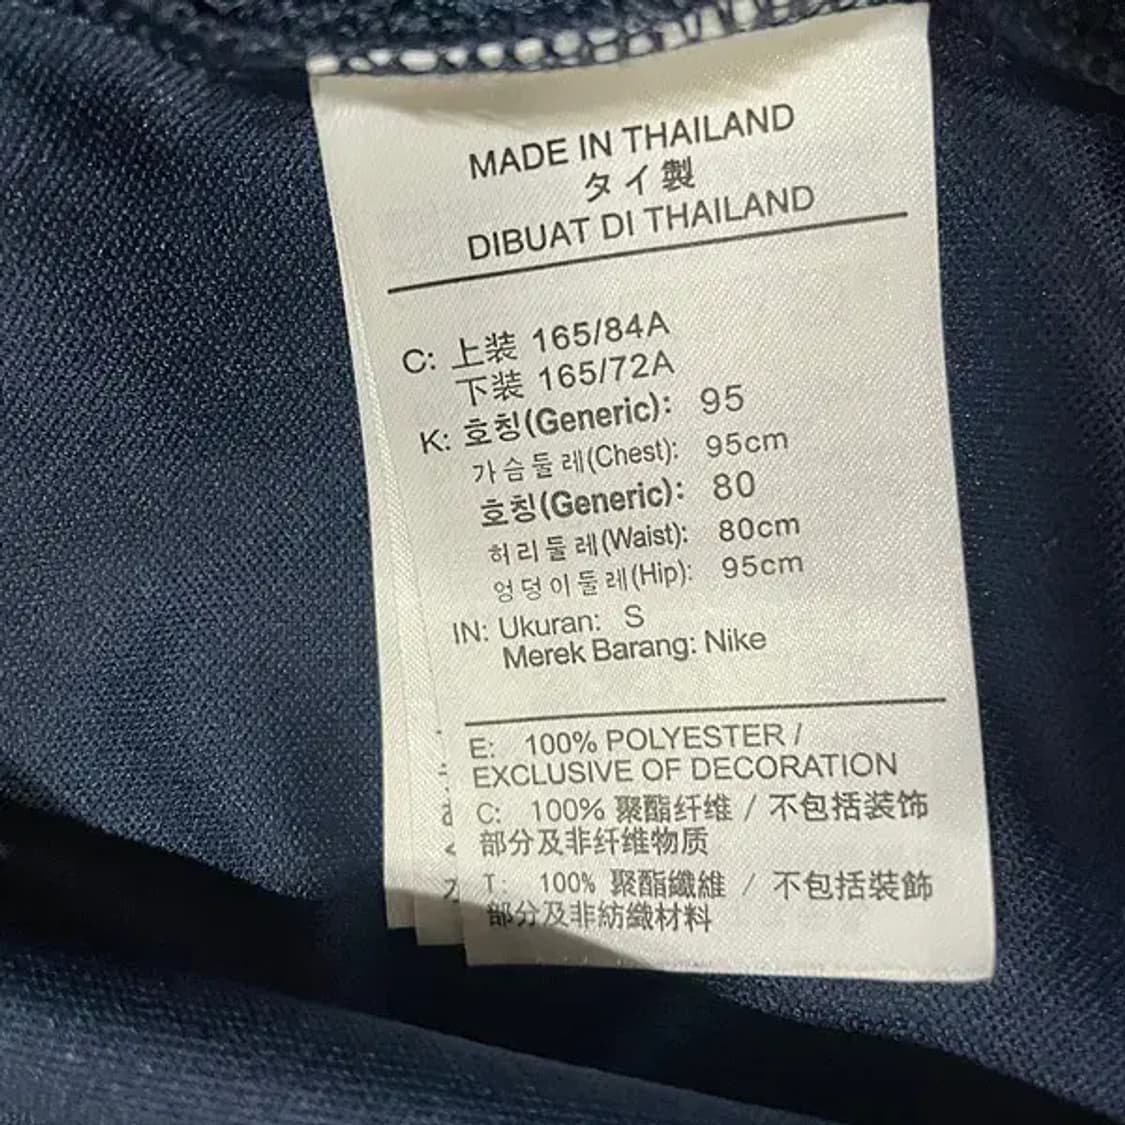 MADE IN THAILAND
タイ製
DIBUAT DI THAILAND
C: 上装 165/84A
下装 165/72A
K: 호칭(Generic): 95
가슴둘레(Chest): 95cm
호칭(Generic): 80
허리둘레(Waist): 80cm
엉덩이둘레(Hip): 95cm
IN: Ukuran: S
Merek Barang: Nike
E: 100% POLYESTER /
EXCLUSIVE OF DECORATION
C: 100% 聚酯纤维 / 不包括装饰
部分及非纤维物质
T: 100% 聚酯纖維 / 不包括裝飾
部分及非紡織材料